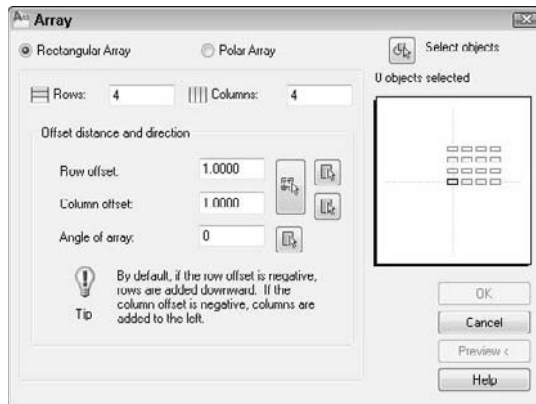 Array
Rectangular Array
Polar Array
Select objects
0 objects selected
Rows: 4
Columns: 4
Offset distance and direction
Row offset: 1.0000
Column offset: 1.0000
Angle of array: 0
Tip
By default, if the row offset is negative,
rows are added downward. If the
column offset is negative, columns are
added to the left.
OK
Cancel
Preview <
Help